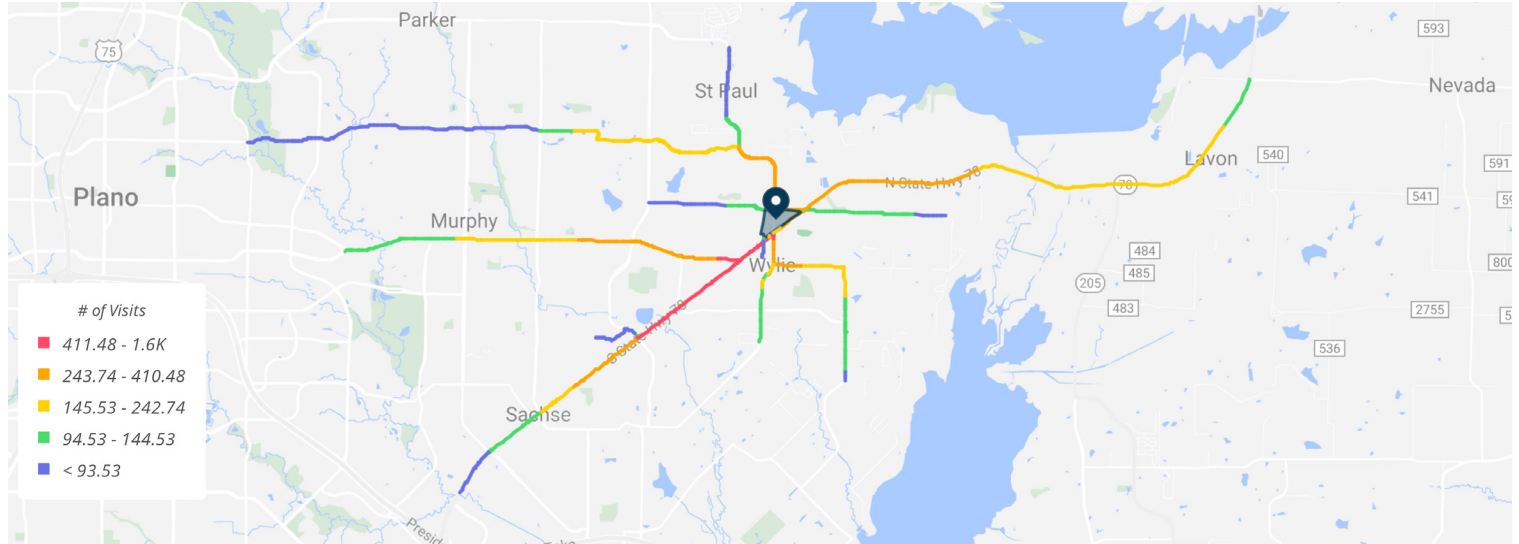 Parker
593
75
Nevada
St Paul
Lavon
540
591
N State Hwy 78
78
541
Plano
Murphy
484
Wylie
800
485
205
# of Visits
483
2755
411.48 - 1.6K
S State Hwy 78
536
243.74 - 410.48
145.53 - 242.74
Sachse
94.53 - 144.53
< 93.53